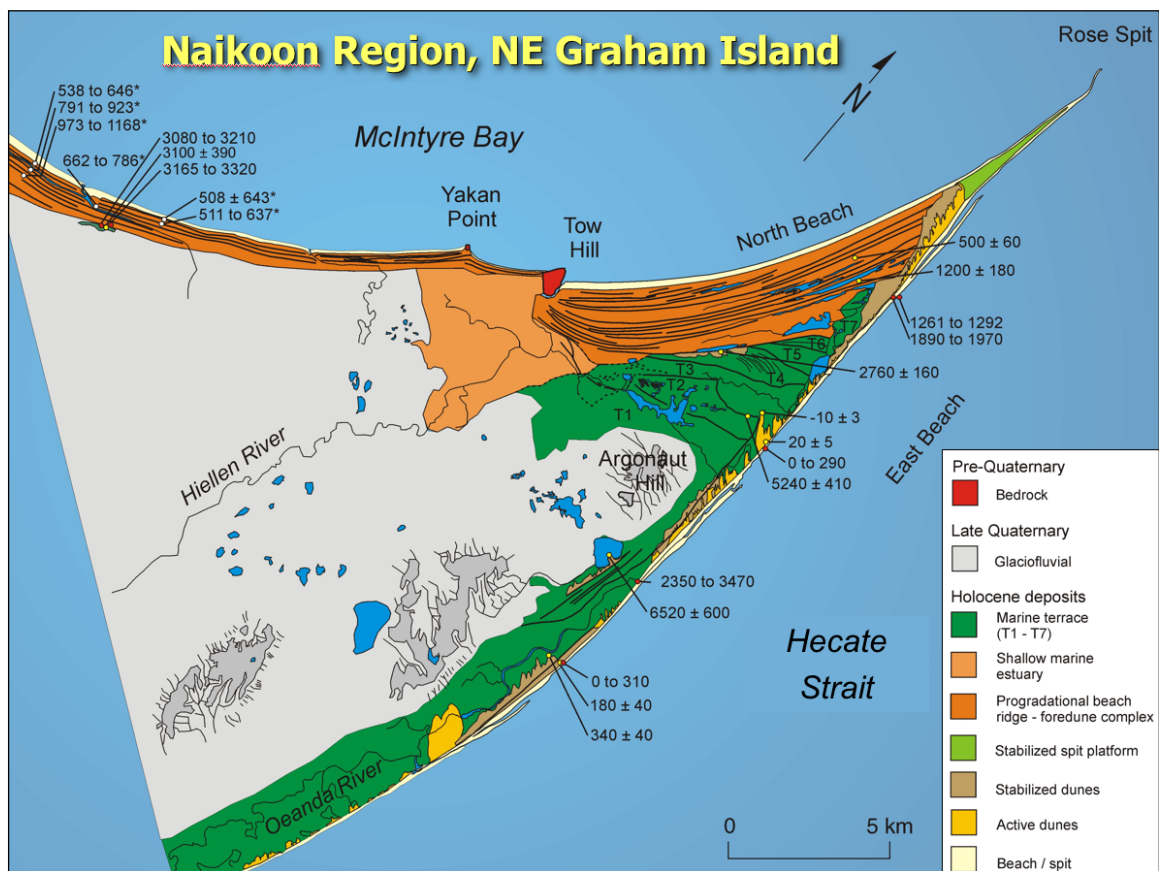 Naikoon Region, NE Graham Island
Rose Spit
N
538 to 646*
791 to 923*
973 to 1168*
3080 to 3210
3100 ± 390
3165 to 3320
662 to 786*
508 ± 643*
511 to 637*
McIntyre Bay
Yakan
Point
Tow
Hill
North Beach
500 ± 60
1200 ± 180
1261 to 1292
1890 to 1970
T7
T6
T5
T4
T3
T2
T1
2760 ± 160
-10 ± 3
20 ± 5
0 to 290
5240 ± 410
East Beach
Hiellen River
Argonaut
Hill
2350 to 3470
6520 ± 600
Hecate
Strait
0 to 310
180 ± 40
340 ± 40
Oeanda River
0 5 km
Pre-Quaternary
Bedrock
Late Quaternary
Glaciofluvial
Holocene deposits
Marine terrace
(T1 - T7)
Shallow marine
estuary
Progradational beach
ridge - foredune complex
Stabilized spit platform
Stabilized dunes
Active dunes
Beach / spit